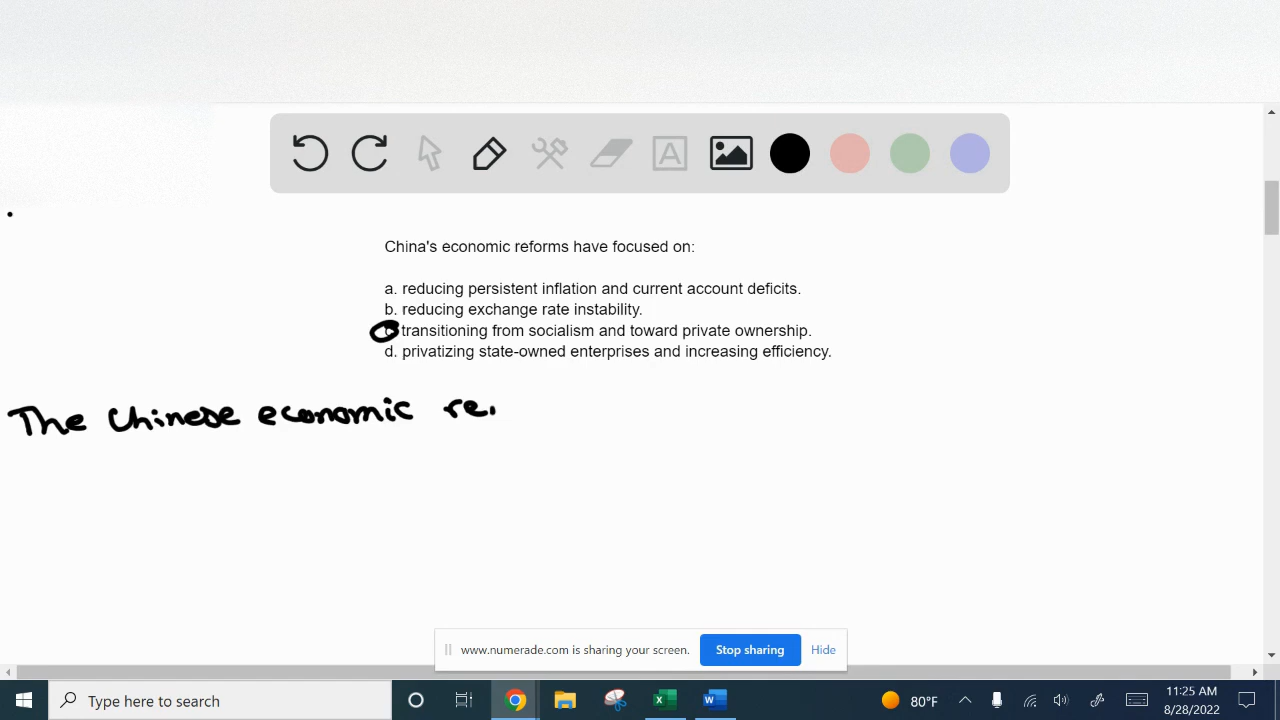 A
China's economic reforms have focused on:
a. reducing persistent inflation and current account deficits.
b. reducing exchange rate instability.
c. transitioning from socialism and toward private ownership.
d. privatizing state-owned enterprises and increasing efficiency.
The Chinese economic re
www.numerade.com is sharing your screen. Stop sharing Hide
Type here to search
80°F
11:25 AM
8/28/2022